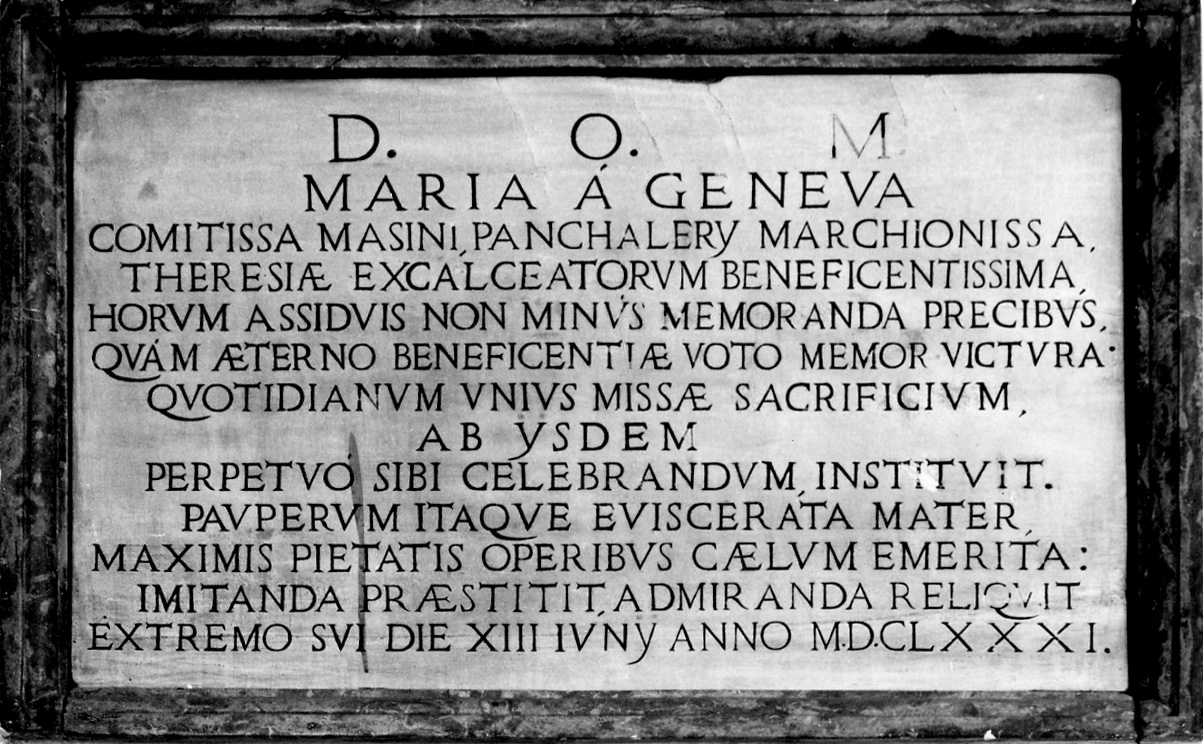 D. O. M
MARIA Á GENEVA
COMITISSA MASINI, PANCHALERY MARCHIONISSA,
THERESIÆ EXCALCEATORVM BENEFICENTISSIMA,
HORVM ASSIDVIS NON MINV́S MEMORANDA PRECIBVS,
QVÁM ÆTERNO BENEFICENTIÆ VOTO MEMOR VICTVRA·
QVOTIDIANVM VNIVS MISSÆ SACRIFICIVM,
AB YSDEM
PERPETVÓ SIBI CELEBRANDVM, INSTITVIT.
PAVPERVM ITAQVE EVISCERATA MATER,
MAXIMIS PIETATIS OPERIBVS CÆLVM EMERITA:
IMITANDA PRÆSTITIT, ADMIRANDA RELIQVIT
EXTREMO SVI DIE XIII IVNY ANNO M.D.CLXXXI.